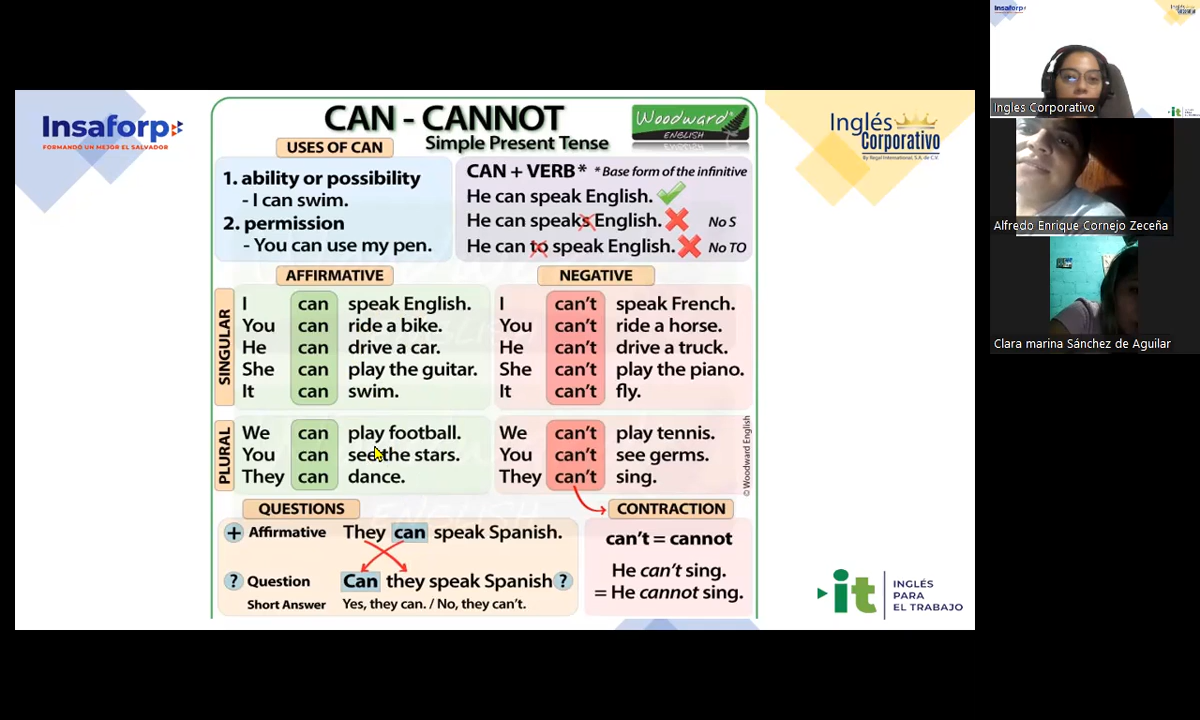 Insaforp
FORMANDO UN MEJOR EL SALVADOR
CAN - CANNOT
Simple Present Tense
Woodward®
ENGLISH
Inglés
Corporativo
By Regal International, S.A. de C.V.
USES OF CAN
1. ability or possibility
- I can swim.
2. permission
- You can use my pen.
CAN + VERB* * Base form of the infinitive
He can speak English.
He can speaks English. No S
He can to speak English. No TO
AFFIRMATIVE
SINGULAR
I can speak English.
You can ride a bike.
He can drive a car.
She can play the guitar.
It can swim.
PLURAL
We can play football.
You can see the stars.
They can dance.
NEGATIVE
I can't speak French.
You can't ride a horse.
He can't drive a truck.
She can't play the piano.
It can't fly.
We can't play tennis.
You can't see germs.
They can't sing.
© Woodward English
QUESTIONS
+ Affirmative They can speak Spanish.
? Question Can they speak Spanish?
Short Answer Yes, they can. / No, they can't.
CONTRACTION
can't = cannot
He can't sing.
= He cannot sing.
it
INGLÉS
PARA
EL TRABAJO
Insaforp
Ingles Corporativo
Alfredo Enrique Cornejo Zeceña
Clara marina Sánchez de Aguilar